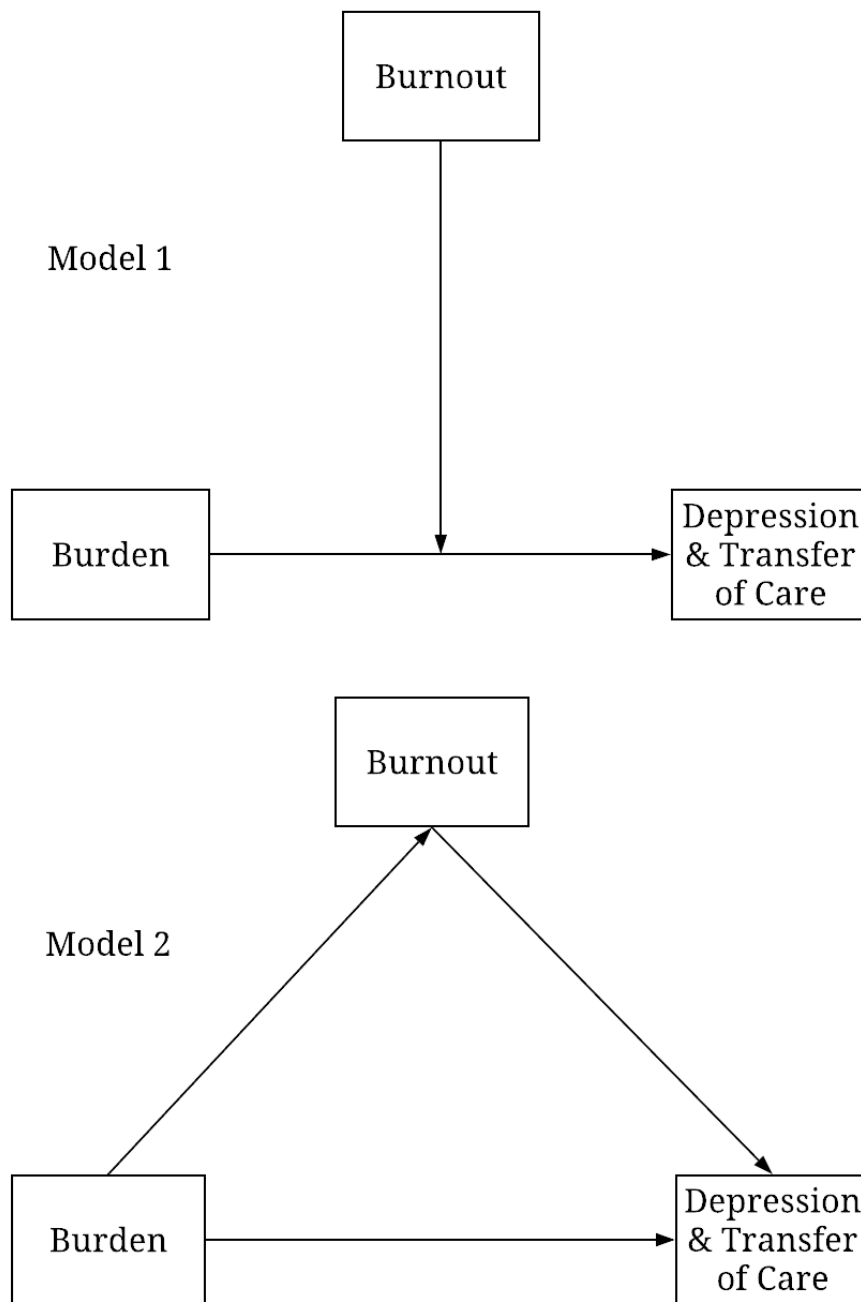 Burnout
Model 1
Burden
Depression
& Transfer
of Care
Burnout
Model 2
Burden
Depression
& Transfer
of Care